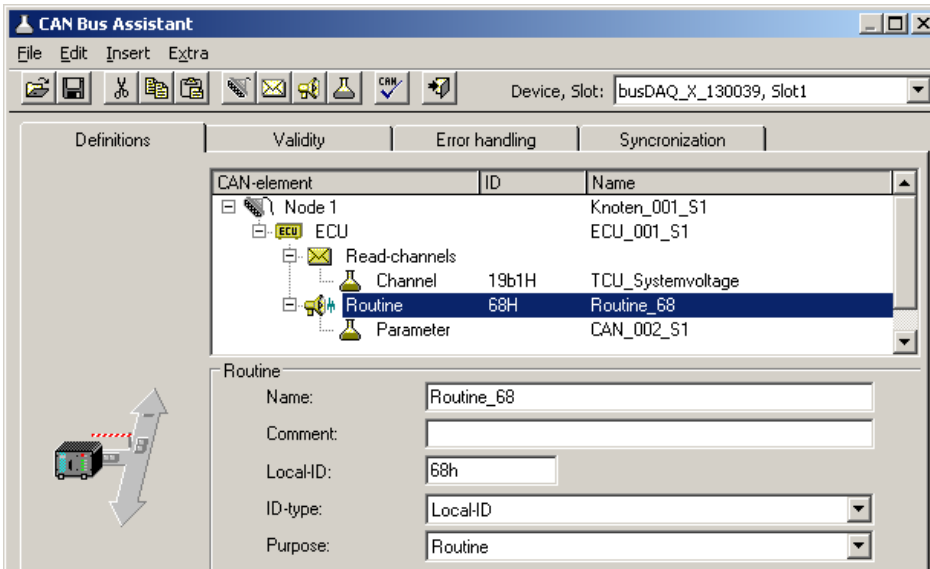 CAN Bus Assistant
File Edit Insert Extra
CAN Device, Slot: busDAQ_X_130039, Slot1
Definitions Validity Error handling Syncronization
CAN-element ID Name
Node 1 Knoten_001_S1
ECU ECU ECU_001_S1
Read-channels
Channel 19b1H TCU_Systemvoltage
Routine 68H Routine_68
Parameter CAN_002_S1
Routine
Name: Routine_68
Comment:
Local-ID: 68h
ID-type: Local-ID
Purpose: Routine